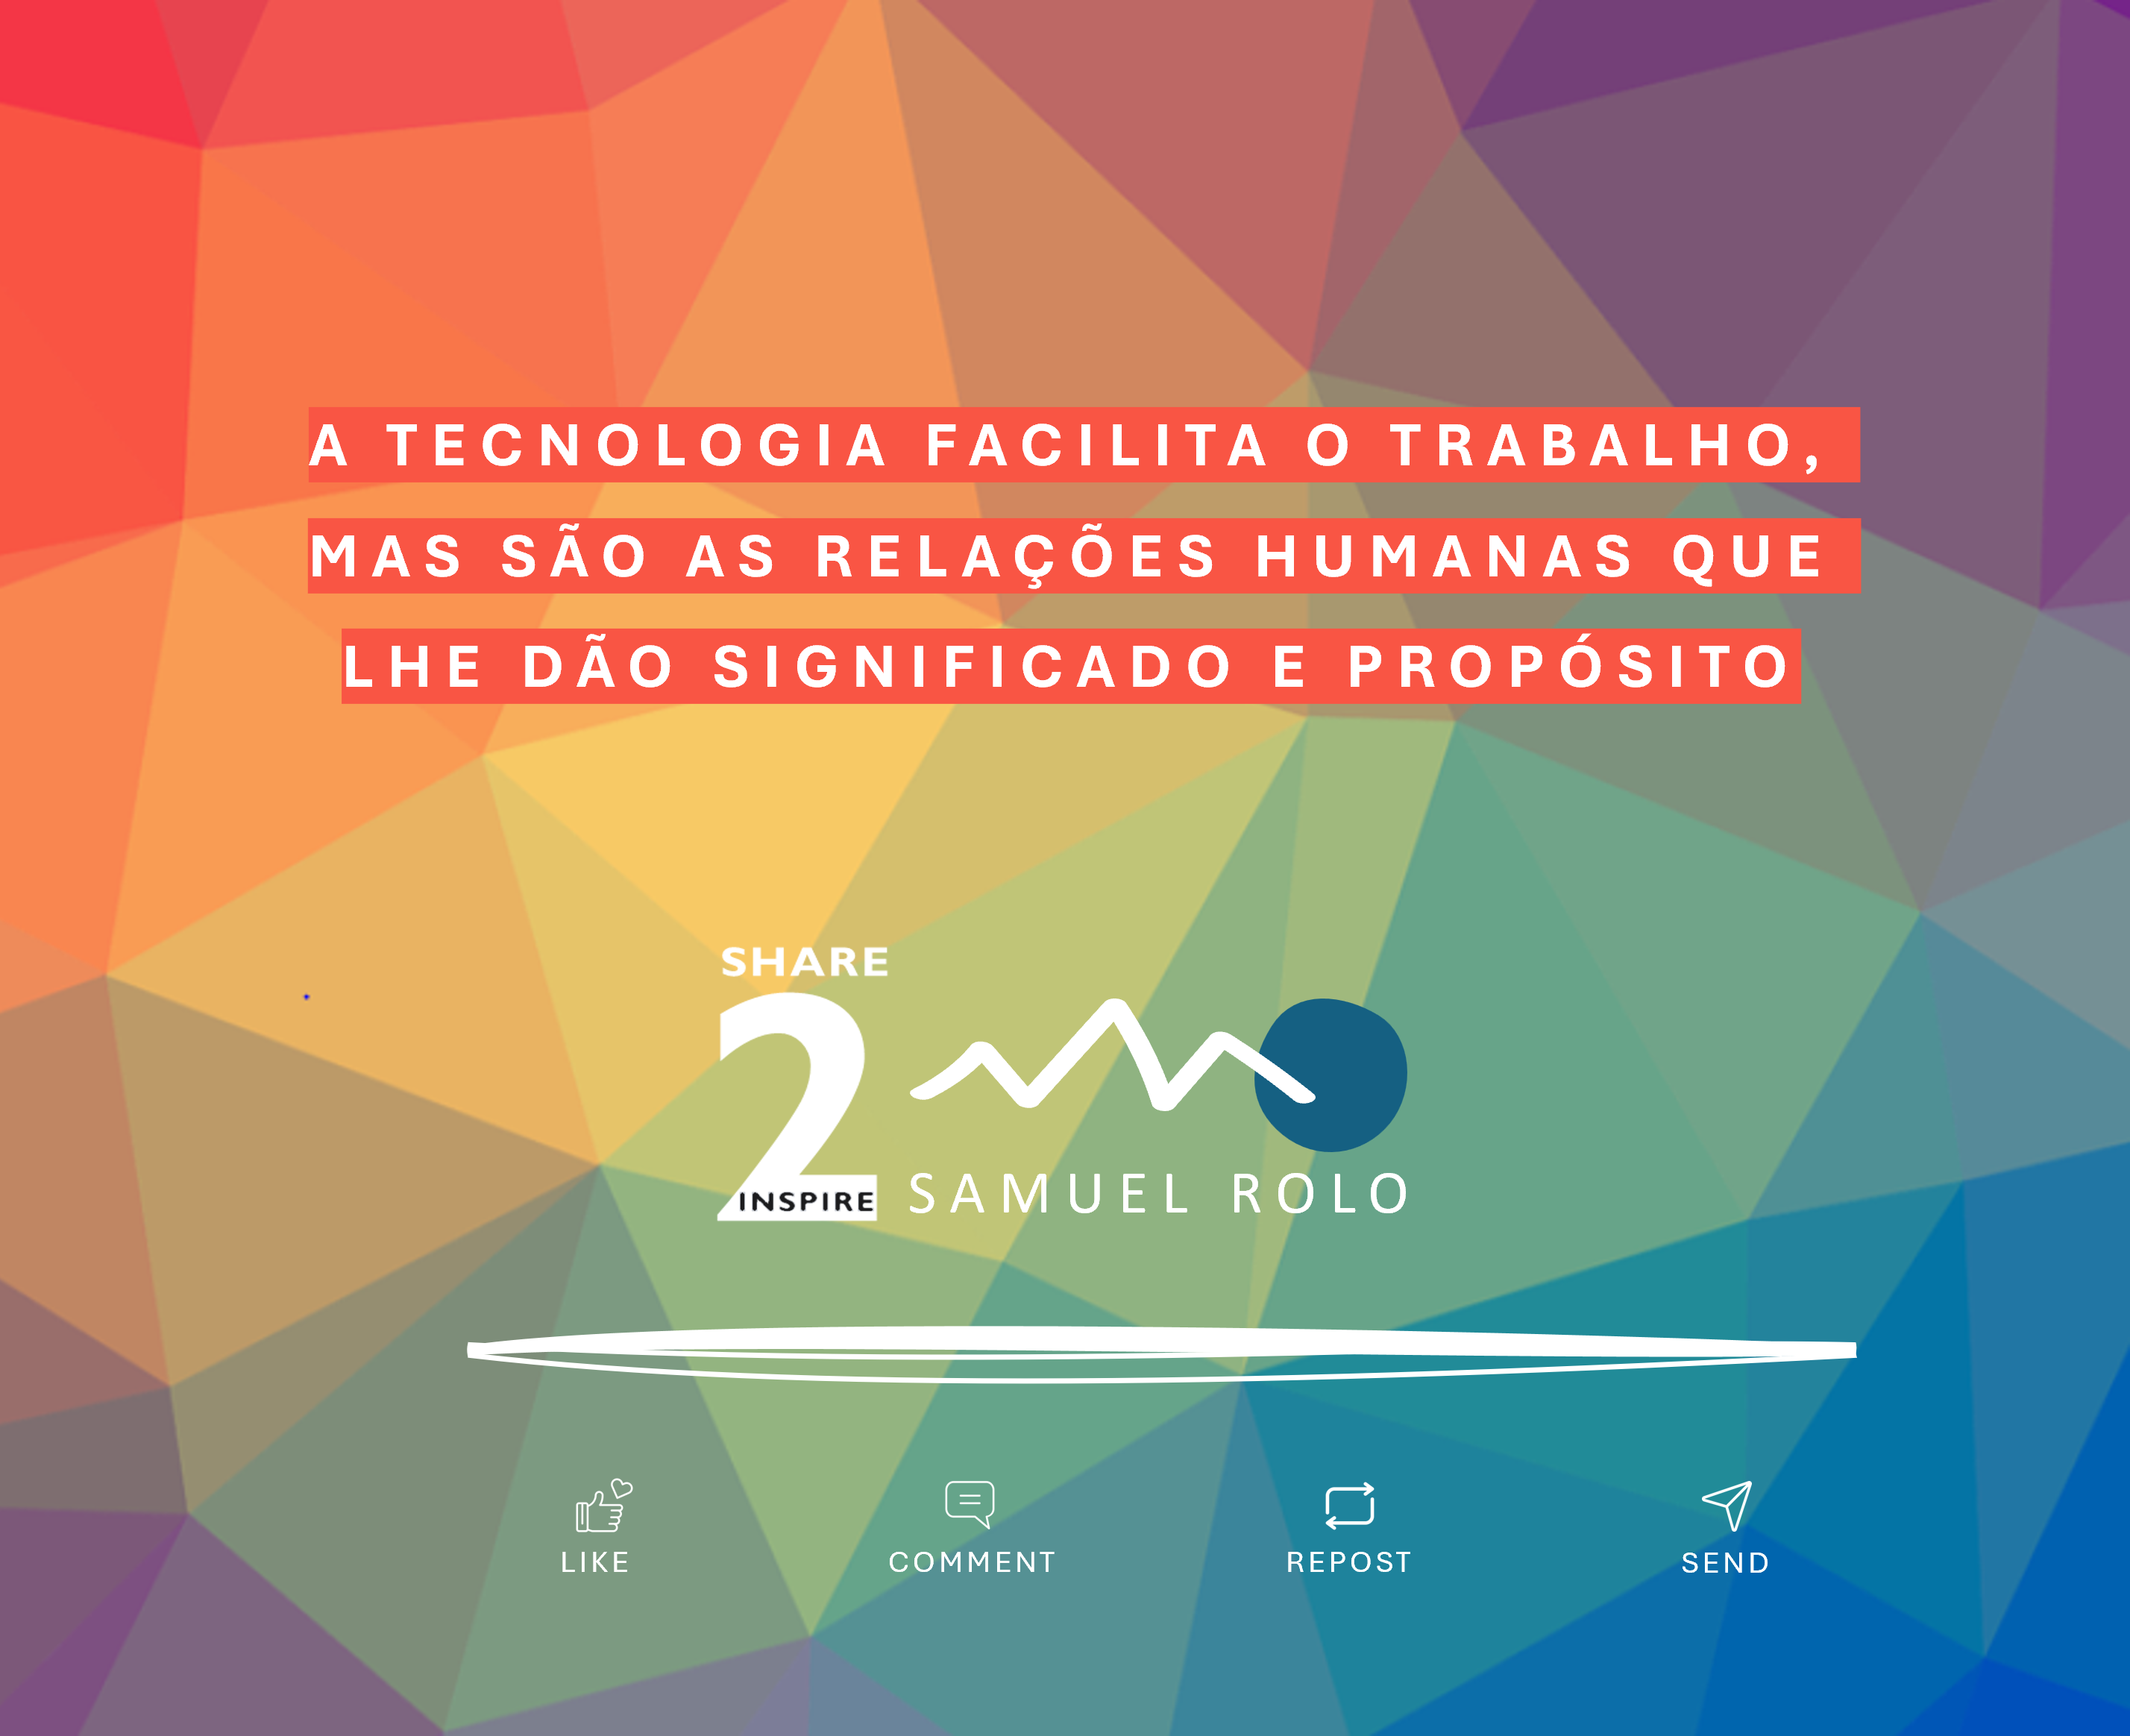 A TECNOLOGIA FACILITA O TRABALHO,
MAS SÃO AS RELAÇÕES HUMANAS QUE
LHE DÃO SIGNIFICADO E PROPÓSITO
SHARE
2
INSPIRE
SAMUEL ROLO
LIKE
COMMENT
REPOST
SEND